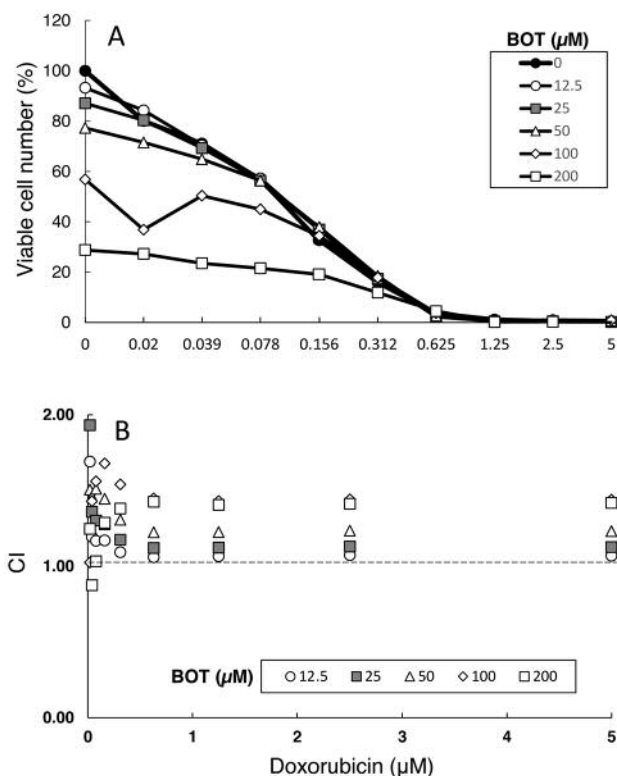 A
Viable cell number (%)
120
100
80
60
40
20
0
0 0.02 0.039 0.078 0.156 0.312 0.625 1.25 2.5 5
BOT (µM)
0
12.5
25
50
100
200
B
CI
2.00
1.00
0.00
BOT (µM) 12.5 25 50 100 200
0 1 2 3 4 5
Doxorubicin (µM)